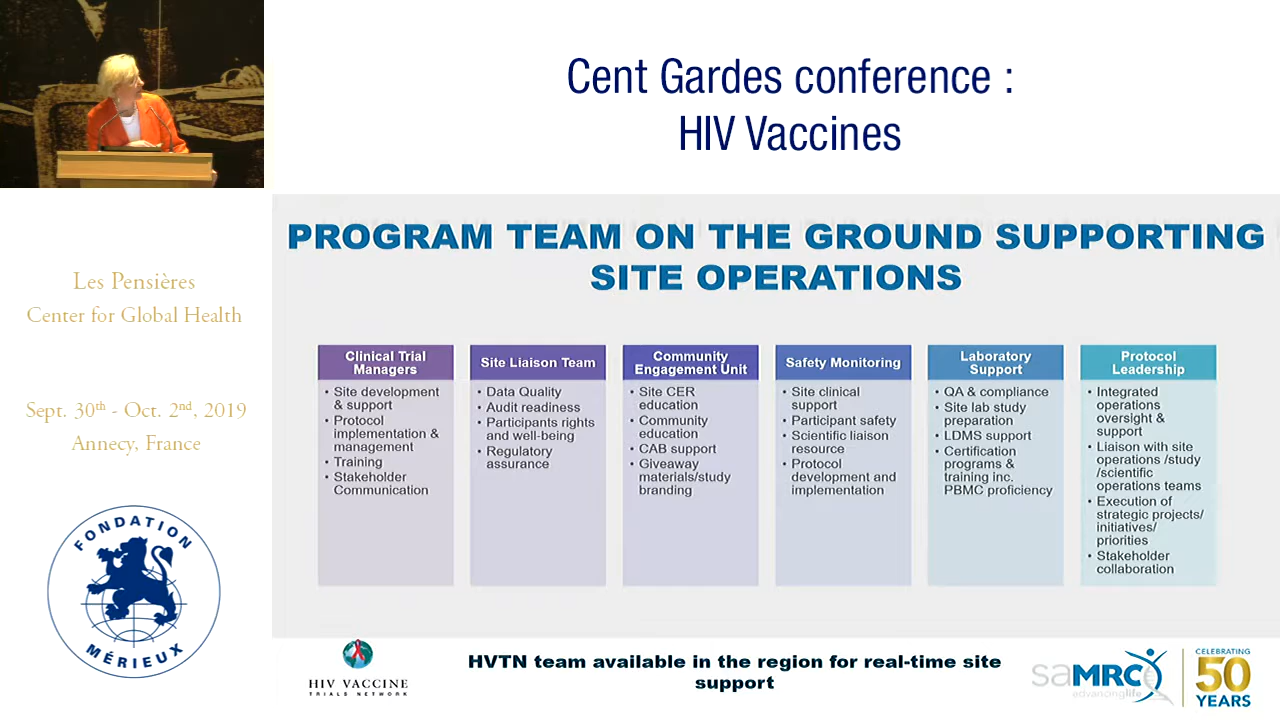 Cent Gardes conference :
HIV Vaccines
Les Pensières
Center for Global Health
Sept. 30th - Oct. 2nd, 2019
Annecy, France
FONDATION
MÉRIEUX
PROGRAM TEAM ON THE GROUND SUPPORTING
SITE OPERATIONS
Clinical Trial
Managers
• Site development
& support
• Protocol
implementation &
management
• Training
• Stakeholder
Communication
Site Liaison Team
• Data Quality
• Audit readiness
• Participants rights
and well-being
• Regulatory
assurance
Community
Engagement Unit
• Site CER
education
• Community
education
• CAB support
• Giveaway
materials/study
branding
Safety Monitoring
• Site clinical
support
• Participant safety
• Scientific liaison
resource
• Protocol
development and
implementation
Laboratory
Support
• QA & compliance
• Site lab study
preparation
• LDMS support
• Certification
programs &
training inc.
PBMC proficiency
Protocol
Leadership
• Integrated
operations
oversight &
support
• Liaison with site
operations /study
/scientific
operations teams
• Execution of
strategic projects/
initiatives/
priorities
• Stakeholder
collaboration
HIV VACCINE
TRIALS NETWORK
HVTN team available in the region for real-time site
support
saMRC
advancinglife
CELEBRATING
50
YEARS